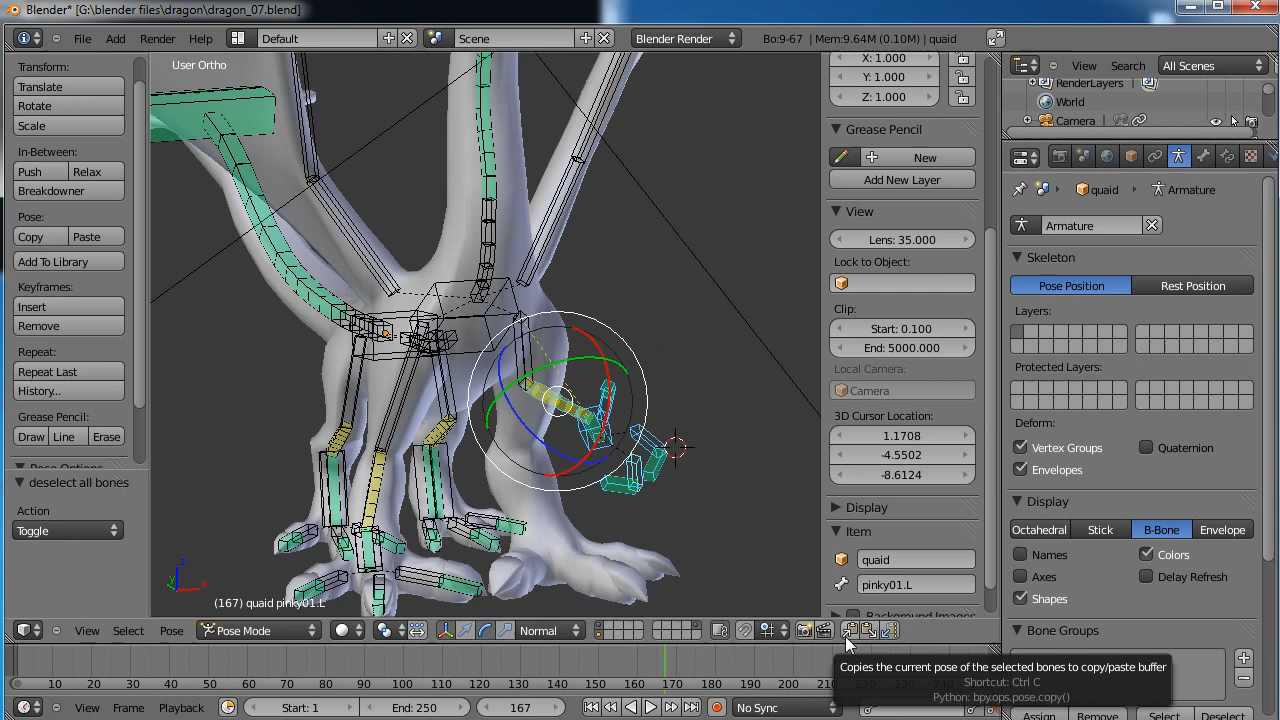 Blender* [G:\blender files\dragon\dragon_07.blend]
File Add Render Help Default Scene Blender Render Bo:9-67 | Mem:9.64M (0.10M) | quaid
User Ortho
Transform:
Translate
Rotate
Scale
In-Between:
Push Relax
Breakdowner
Pose:
Copy Paste
Add To Library
Keyframes:
Insert
Remove
Repeat:
Repeat Last
History...
Grease Pencil:
Draw Line Erase
Pose Options
deselect all bones
Action
Toggle
(167) quaid pinky01.L
X: 1.000
Y: 1.000
Z: 1.000
Grease Pencil
New
Add New Layer
View
Lens: 35.000
Lock to Object:
Clip:
Start: 0.100
End: 5000.000
Local Camera:
Camera
3D Cursor Location:
1.1708
-4.5502
-8.6124
Display
Item
quaid
pinky01.L
Background Images
View Search All Scenes
RenderLayers
World
Camera
quaid Armature
Armature
Skeleton
Pose Position Rest Position
Layers:
Protected Layers:
Deform:
Vertex Groups Quaternion
Envelopes
Display
Octahedral Stick B-Bone Envelope
Names Colors
Axes Delay Refresh
Shapes
Bone Groups
Assign Remove Select Deselect
View Select Pose Pose Mode Normal
Copies the current pose of the selected bones to copy/paste buffer
Shortcut: Ctrl C
Python: bpy.ops.pose.copy()
10 20 30 40 50 60 70 80 90 100 110 120 130 140 150 160 170 180 190 200 210
View Playback Start: 1 End: 250 167 No Sync